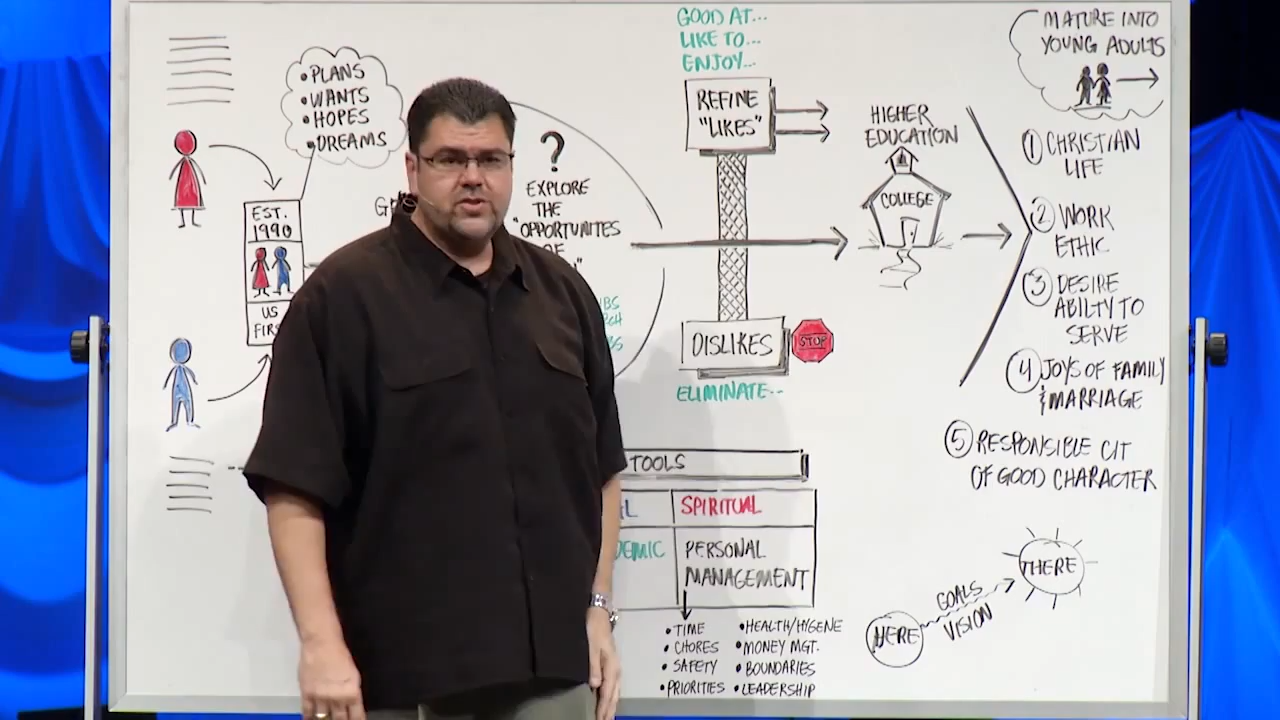 • PLANS
• WANTS
• HOPES
• DREAMS
EST.
1990
US
?
EXPLORE
THE
"OPPORTUNITES
GOOD AT...
LIKE TO...
ENJOY...
REFINE
"LIKES"
DISLIKES
STOP
ELIMINATE...
HIGHER
EDUCATION
COLLEGE
MATURE INTO
YOUNG ADULTS
1 CHRISTIAN
LIFE
2 WORK
ETHIC
3 DESIRE
ABILTY TO
SERVE
4 JOYS OF FAMILY
& MARRIAGE
5 RESPONSIBLE CIT
OF GOOD CHARACTER
TOOLS
SPIRITUAL
PERSONAL
MANAGEMENT
• TIME
• CHORES
• SAFETY
• PRIORITIES
• HEALTH/HYGENE
• MONEY MGT.
• BOUNDARIES
• LEADERSHIP
HERE
GOALS
VISION
THERE